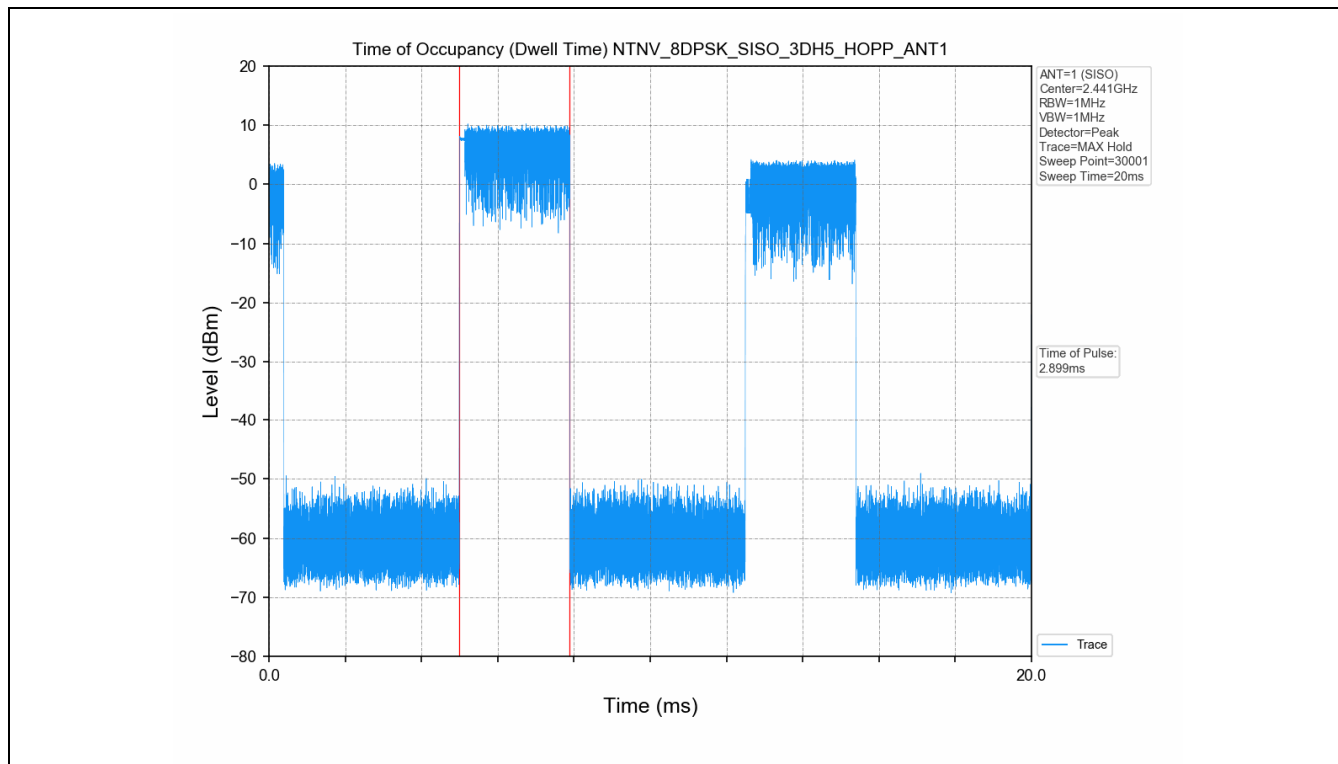 Time of Occupancy (Dwell Time) NTNV_8DPSK_SISO_3DH5_HOPP_ANT1
20
10
0
−10
−20
−30
−40
−50
−60
−70
−80
Level (dBm)
0.0
20.0
Time (ms)
ANT=1 (SISO)
Center=2.441GHz
RBW=1MHz
VBW=1MHz
Detector=Peak
Trace=MAX Hold
Sweep Point=30001
Sweep Time=20ms
Time of Pulse:
2.899ms
Trace